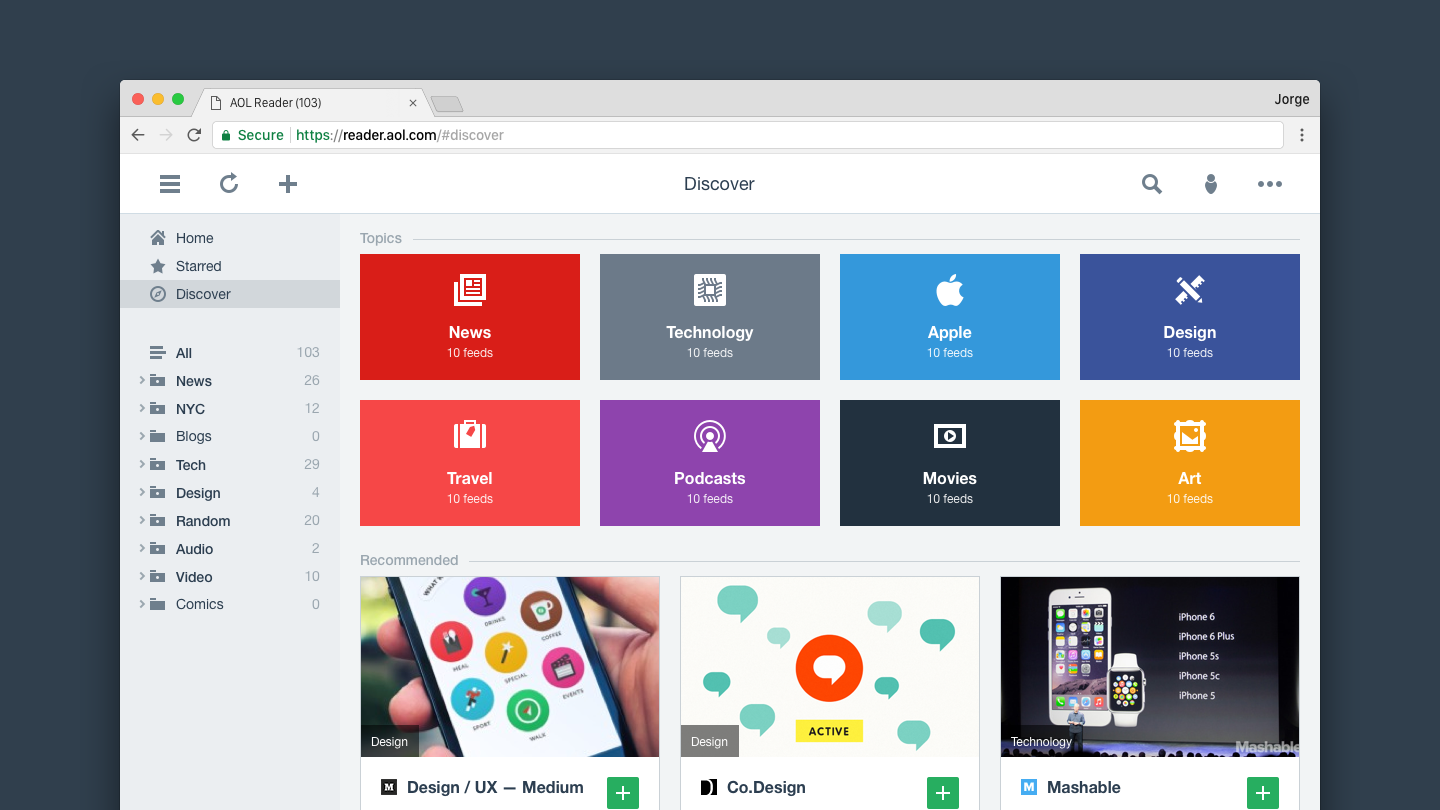 AOL Reader (103)
Jorge
Secure
https://reader.aol.com/#discover
Discover
Home
Starred
Discover
All 103
News 26
NYC 12
Blogs 0
Tech 29
Design 4
Random 20
Audio 2
Video 10
Comics 0
Topics
News
10 feeds
Technology
10 feeds
Apple
10 feeds
Design
10 feeds
Travel
10 feeds
Podcasts
10 feeds
Movies
10 feeds
Art
10 feeds
Recommended
DRINKS
COFFEE
MEAL
SPECIAL
EVENTS
SPORT
WALK
Design
M Design / UX — Medium
ACTIVE
Design
Co.Design
iPhone 6
iPhone 6 Plus
iPhone 5s
iPhone 5c
iPhone 5
Technology
Mashable
M Mashable